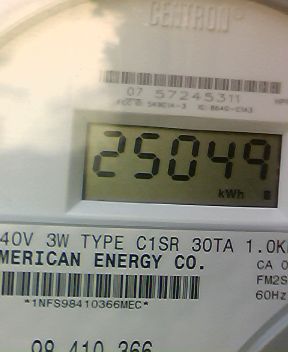 CENTRON
07 57245311
25049
kWh
40V 3W TYPE C1SR 30TA 1.0K
MERICAN ENERGY CO.
CA 0
FM2S
60Hz
*1NFS98410366MEC*
98 410 366